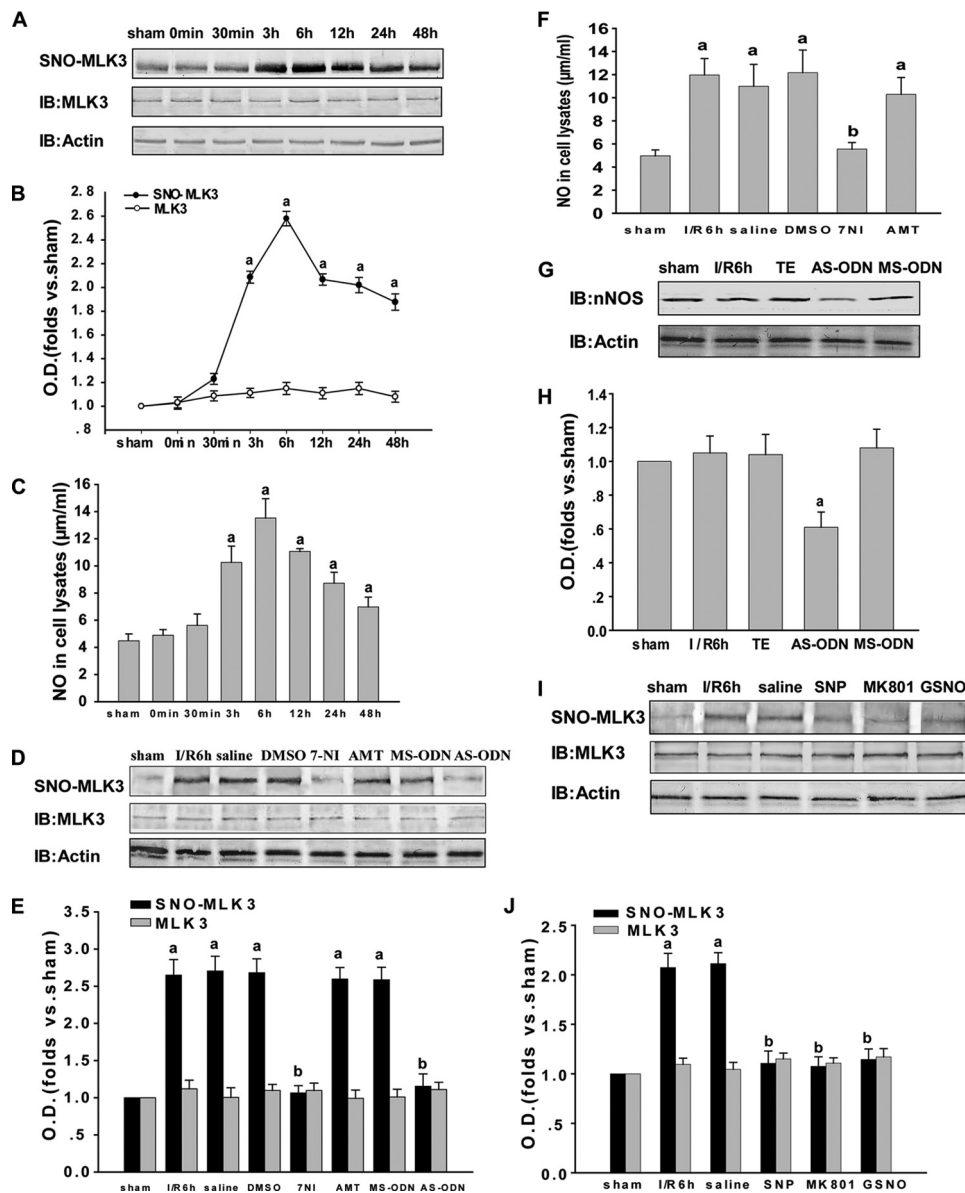 A
sham 0min 30min 3h 6h 12h 24h 48h
SNO-MLK3
IB:MLK3
IB:Actin
B
O.D.(folds vs.sham)
2.8
2.6
2.4
2.2
2.0
1.8
1.6
1.4
1.2
1.0
.8
SNO-MLK3
MLK3
a
a
a
a
a
sham 0min 30min 3h 6h 12h 24h 48h
C
NO in cell lysates (µm/ml)
16
14
12
10
8
6
4
2
0
a
a
a
a
a
sham 0min 30min 3h 6h 12h 24h 48h
D
sham I/R6h saline DMSO 7-NI AMT MS-ODN AS-ODN
SNO-MLK3
IB:MLK3
IB:Actin
E
O.D.(folds vs.sham)
3.5
3.0
2.5
2.0
1.5
1.0
0.5
0.0
SNO-MLK3
MLK3
a a a b a a b
sham I/R6h saline DMSO 7NI AMT MS-ODN AS-ODN
F
NO in cell lysates (µm/ml)
16
14
12
10
8
6
4
2
0
a a a b a
sham I/R6h saline DMSO 7NI AMT
G
sham I/R6h TE AS-ODN MS-ODN
IB:nNOS
IB:Actin
H
O.D.(folds vs.sham)
1.4
1.2
1.0
.8
.6
.4
.2
0.0
a
sham I/R6h TE AS-ODN MS-ODN
I
sham I/R6h saline SNP MK801 GSNO
SNO-MLK3
IB:MLK3
IB:Actin
J
O.D.(folds vs.sham)
2.5
2.0
1.5
1.0
0.5
0.0
SNO-MLK3
MLK3
a a b b b
sham I/R6h saline SNP MK801 GSNO